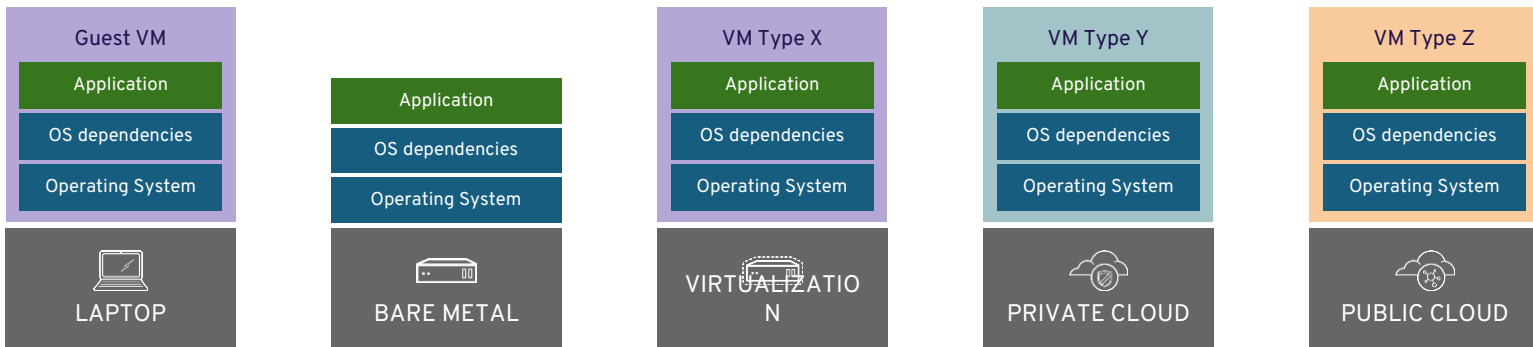 Guest VM
Application
OS dependencies
Operating System
LAPTOP
Application
OS dependencies
Operating System
BARE METAL
VM Type X
Application
OS dependencies
Operating System
VIRTUALIZATIO
N
VM Type Y
Application
OS dependencies
Operating System
PRIVATE CLOUD
VM Type Z
Application
OS dependencies
Operating System
PUBLIC CLOUD